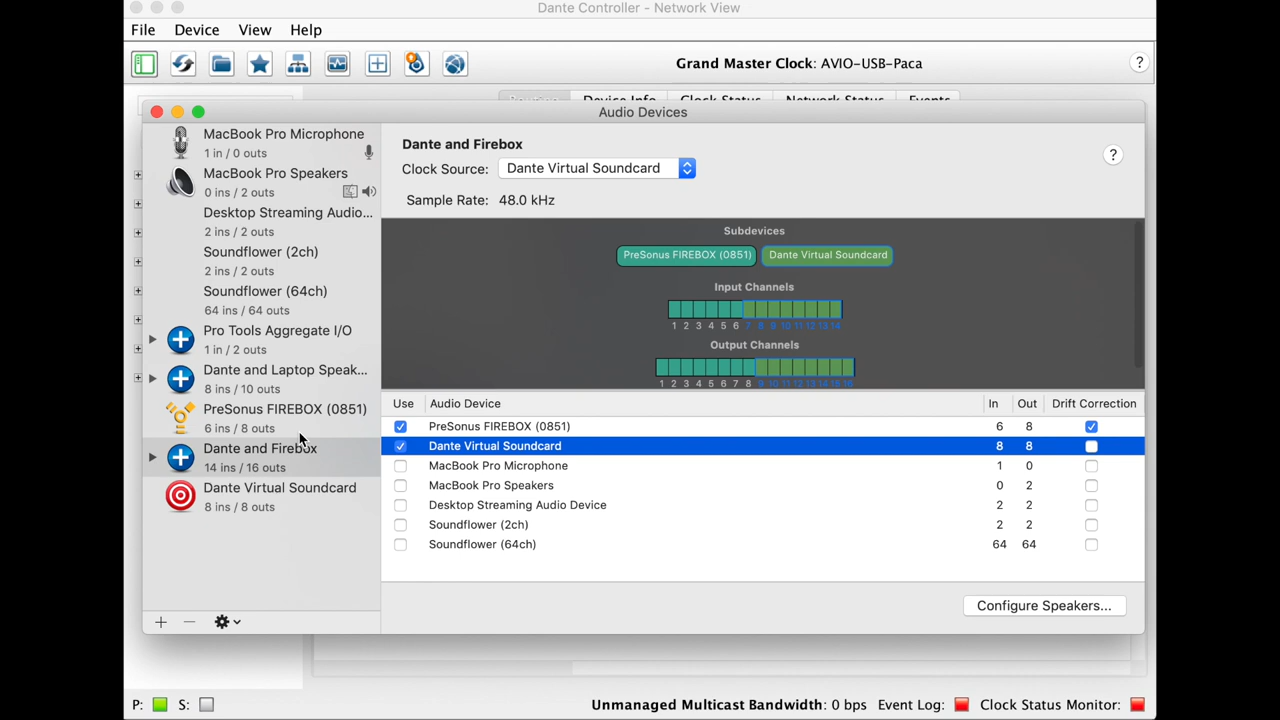 Dante Controller - Network View
File Device View Help
Grand Master Clock: AVIO-USB-Paca
?
Device Info Clock Status Network Status Events
Audio Devices
MacBook Pro Microphone
1 in / 0 outs
MacBook Pro Speakers
0 ins / 2 outs
Desktop Streaming Audio...
2 ins / 2 outs
Soundflower (2ch)
2 ins / 2 outs
Soundflower (64ch)
64 ins / 64 outs
Pro Tools Aggregate I/O
1 in / 2 outs
Dante and Laptop Speak...
8 ins / 10 outs
PreSonus FIREBOX (0851)
6 ins / 8 outs
Dante and Firebox
14 ins / 16 outs
Dante Virtual Soundcard
8 ins / 8 outs
Dante and Firebox
?
Clock Source: Dante Virtual Soundcard
Sample Rate: 48.0 kHz
Subdevices
PreSonus FIREBOX (0851) Dante Virtual Soundcard
Input Channels
1 2 3 4 5 6 7 8 9 10 11 12 13 14
Output Channels
1 2 3 4 5 6 7 8 9 10 11 12 13 14 15 16
Use Audio Device In Out Drift Correction
PreSonus FIREBOX (0851) 6 8
Dante Virtual Soundcard 8 8
MacBook Pro Microphone 1 0
MacBook Pro Speakers 0 2
Desktop Streaming Audio Device 2 2
Soundflower (2ch) 2 2
Soundflower (64ch) 64 64
Configure Speakers...
P: S: Unmanaged Multicast Bandwidth: 0 bps Event Log: Clock Status Monitor: